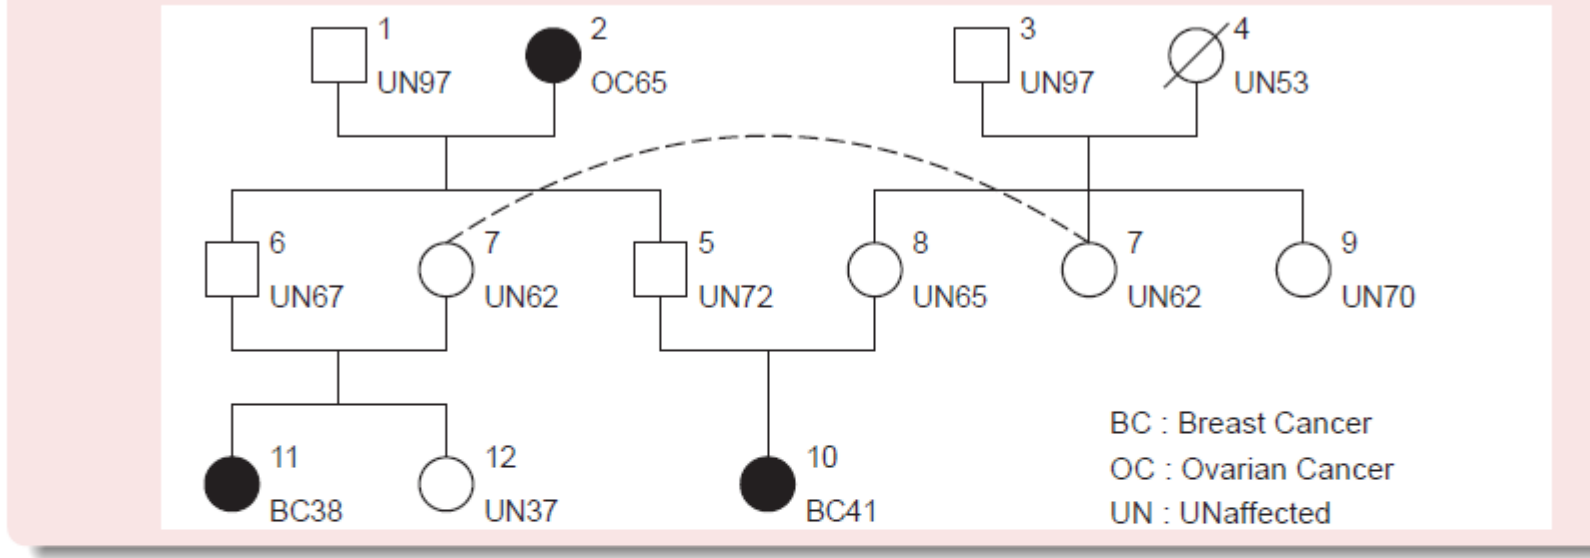 1
UN97
2
OC65
3
UN97
4
UN53
6
UN67
7
UN62
5
UN72
8
UN65
7
UN62
9
UN70
11
BC38
12
UN37
10
BC41
BC : Breast Cancer
OC : Ovarian Cancer
UN : UNaffected